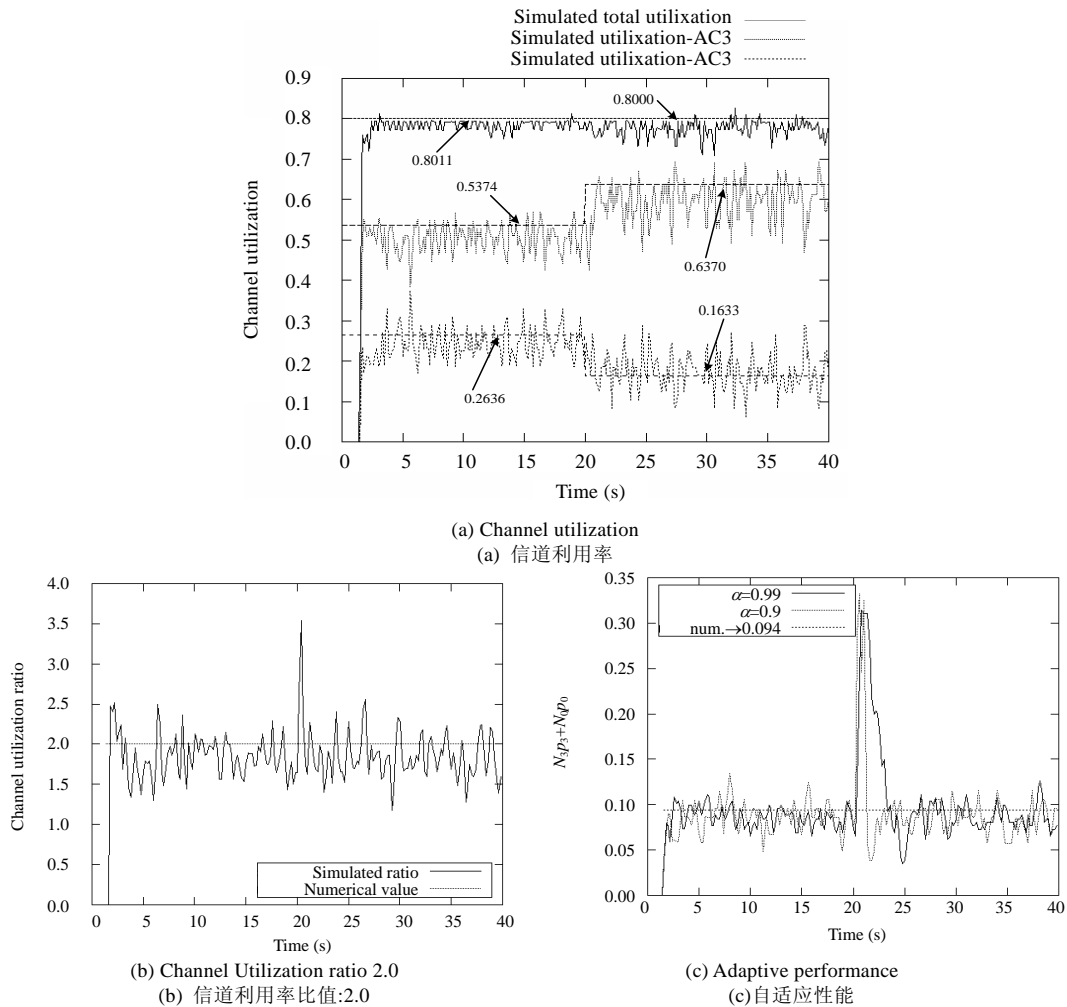 Simulated total utilixation
Simulated utilixation-AC3
Simulated utilixation-AC3
0.9
0.8
0.7
0.6
0.5
0.4
0.3
0.2
0.1
0.0
Channel utilization
0.8000
0.8011
0.5374
0.6370
0.1633
0.2636
0 5 10 15 20 25 30 35 40
Time (s)
(a) Channel utilization
(a) 信道利用率
4.0
3.5
3.0
2.5
2.0
1.5
1.0
0.5
0.0
Channel utilization ratio
Simulated ratio
Numerical value
0 5 10 15 20 25 30 35 40
Time (s)
(b) Channel Utilization ratio 2.0
(b) 信道利用率比值:2.0
0.35
0.30
0.25
0.20
0.15
0.10
0.05
0.00
N₃p₃+N₀p₀
α=0.99
α=0.9
num.→0.094
0 5 10 15 20 25 30 35 40
Time (s)
(c) Adaptive performance
(c)自适应性能